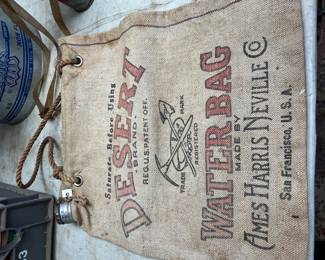 Saturate Before Using
DESERT
-BRAND-
REG.U.S.PATENT OFF.
TRADE MARK
REGISTERED
WATER BAG
MADE BY
AMES HARRIS NEVILLE CO.
San Francisco, U.S.A.